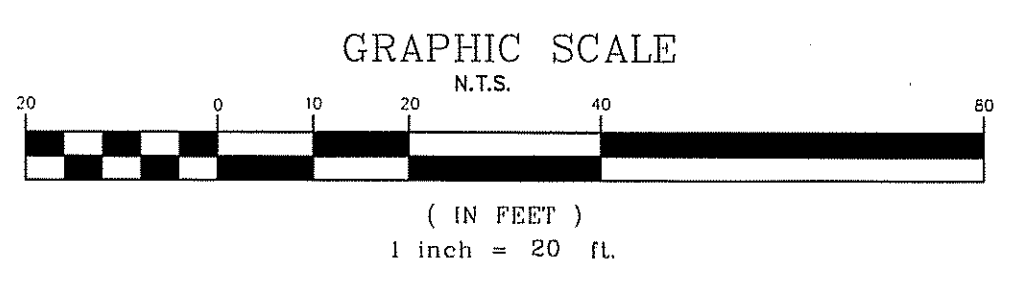 GRAPHIC SCALE
N.T.S.
20 0 10 20 40 80
( IN FEET )
1 inch = 20 ft.